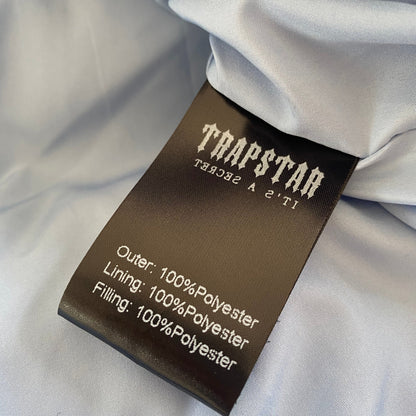 TRAPSTAR
IT'S A SECRET
Outer: 100%Polyester
Lining: 100%Polyester
Filling: 100%Polyester